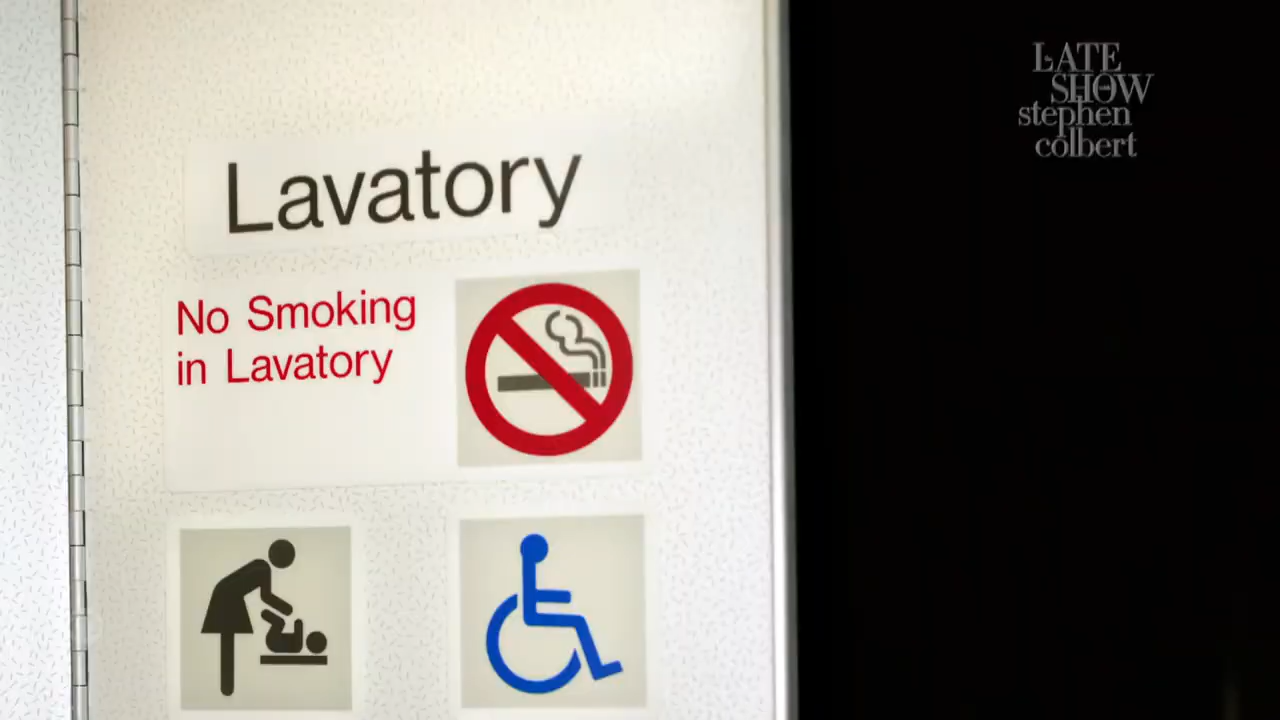 Lavatory
No Smoking
in Lavatory
LATE
SHOW
stephen
colbert